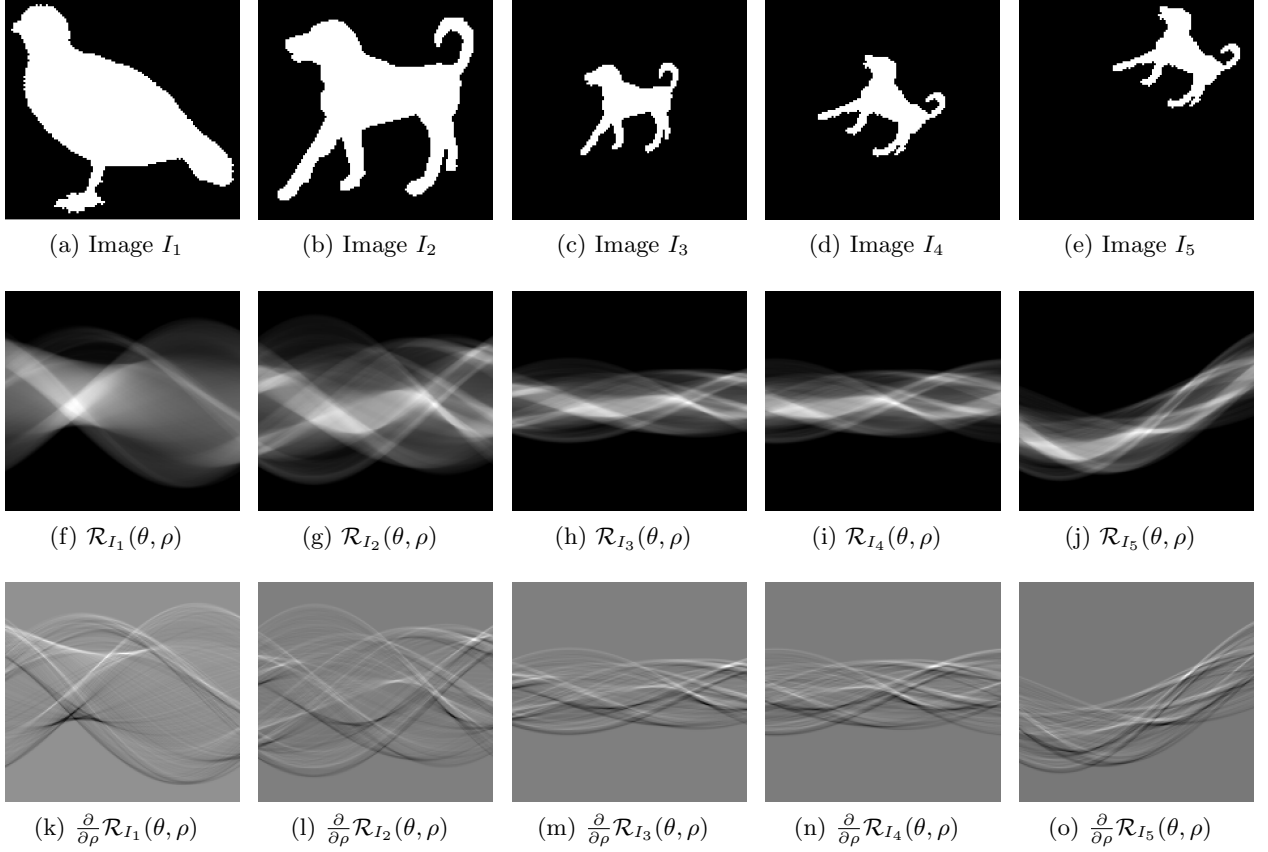 (a) Image I₁ (b) Image I₂ (c) Image I₃ (d) Image I₄ (e) Image I₅
(f) ℛ_{I₁}(θ, ρ) (g) ℛ_{I₂}(θ, ρ) (h) ℛ_{I₃}(θ, ρ) (i) ℛ_{I₄}(θ, ρ) (j) ℛ_{I₅}(θ, ρ)
(k) ∂/∂ρ ℛ_{I₁}(θ, ρ) (l) ∂/∂ρ ℛ_{I₂}(θ, ρ) (m) ∂/∂ρ ℛ_{I₃}(θ, ρ) (n) ∂/∂ρ ℛ_{I₄}(θ, ρ) (o) ∂/∂ρ ℛ_{I₅}(θ, ρ)